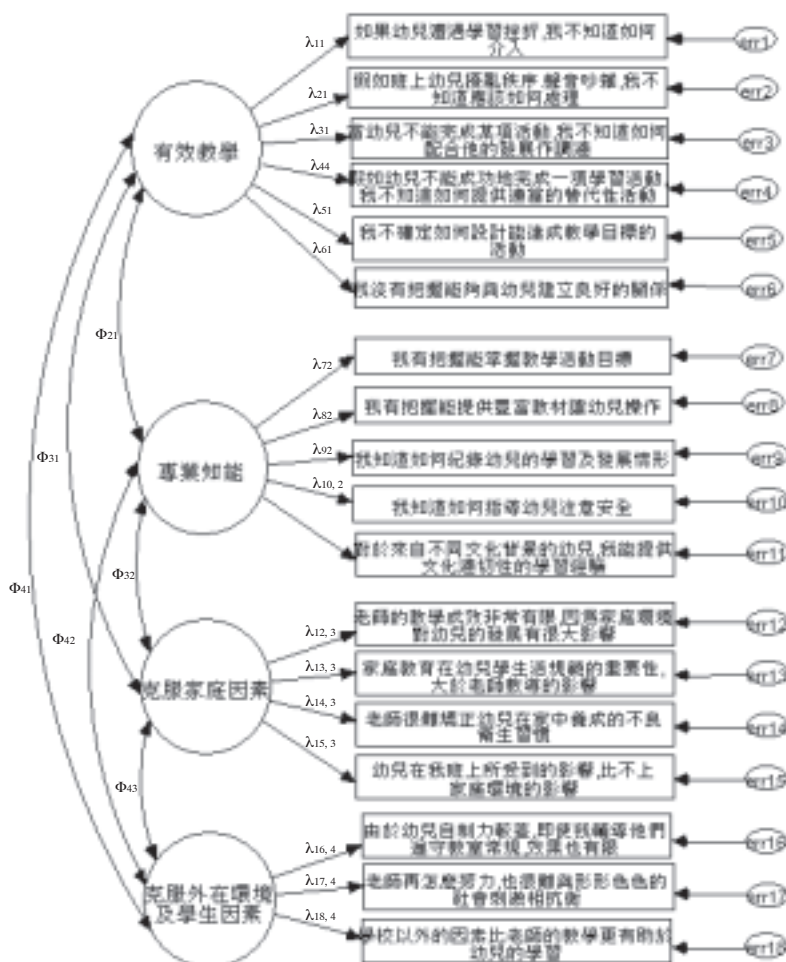 λ11
如果幼兒遭遇學習挫折,我不知道如何
介入
err1
λ21
假如班上幼兒擾亂秩序,聲音吵雜,我不
知道應該如何處理
err2
有效教學
λ31
當幼兒不能完成某項活動,我不知道如何
配合他的發展作調適
err3
λ44
假如幼兒不能成功地完成一項學習活動
我不知道如何提供適當的替代性活動
err4
λ51
我不確定如何設計能達成教學目標的
活動
err5
λ61
我沒有把握能夠與幼兒建立良好的關係
err6
Φ21
λ72
我有把握能掌握教學活動目標
err7
λ82
我有把握能提供豐富教材讓幼兒操作
err8
Φ31
專業知能
λ92
我知道如何紀錄幼兒的學習及發展情形
err9
λ10, 2
我知道如何指導幼兒注意安全
err10
對於來自不同文化背景的幼兒,我能提供
文化適切性的學習經驗
err11
Φ32
Φ41
Φ42
λ12, 3
老師的教學成效非常有限,因為家庭環境
對幼兒的發展有很大影響
err12
克服家庭因素
λ13, 3
家庭教育在幼兒學生活規範的重要性,
大於老師教導的影響
err13
λ14, 3
老師很難矯正幼兒在家中養成的不良
衛生習慣
err14
λ15, 3
幼兒在我班上所受到的影響,比不上
家庭環境的影響
err15
Φ43
λ16, 4
由於幼兒自制力較差,即使我輔導他們
遵守教室常規,效果也有限
err16
克服外在環境
及學生因素
λ17, 4
老師再怎麼努力,也很難與形形色色的
社會刺激相抗衡
err17
λ18, 4
學校以外的因素比老師的教學更有助於
幼兒的學習
err18